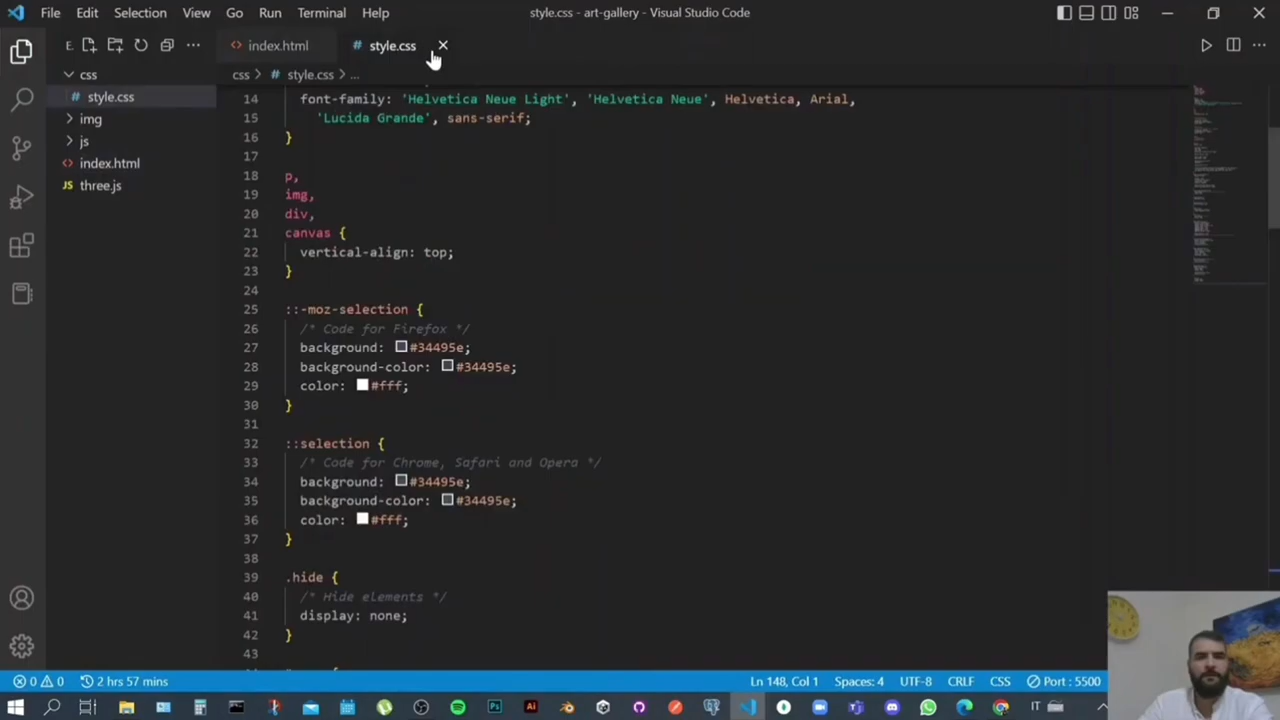 File Edit Selection View Go Run Terminal Help
style.css - art-gallery - Visual Studio Code
E.
index.html
# style.css
css
css > # style.css > ...
# style.css
img
js
index.html
JS three.js
14 font-family: 'Helvetica Neue Light', 'Helvetica Neue', Helvetica, Arial,
15 'Lucida Grande', sans-serif;
16 }
17
18 p,
19 img,
20 div,
21 canvas {
22 vertical-align: top;
23 }
24
25 ::-moz-selection {
26 /* Code for Firefox */
27 background: #34495e;
28 background-color: #34495e;
29 color: #fff;
30 }
31
32 ::selection {
33 /* Code for Chrome, Safari and Opera */
34 background: #34495e;
35 background-color: #34495e;
36 color: #fff;
37 }
38
39 .hide {
40 /* Hide elements */
41 display: none;
42 }
43
0 0 2 hrs 57 mins
Ln 148, Col 1 Spaces: 4 UTF-8 CRLF CSS Port : 5500
Ps Ai
IT